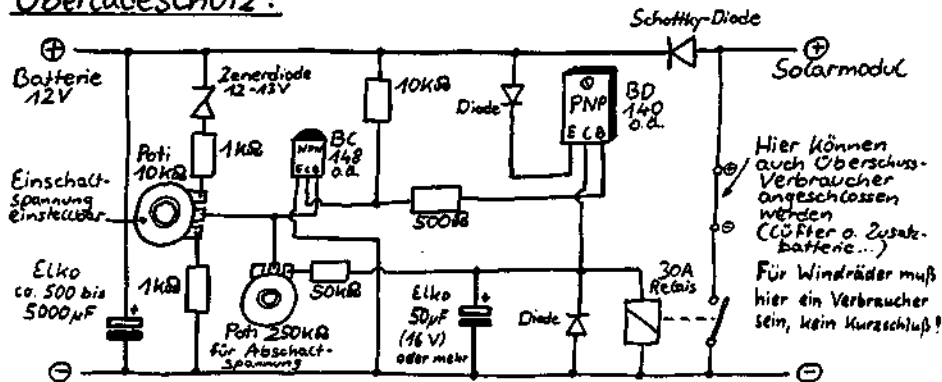 Überladeschutz:
Schottky-Diode
⊕
Batterie
12V
Zenerdiode
12-13V
10kΩ
Diode
PNP
E C B
BD
140
o.ä.
⊕
Solarmodul
Poti
10kΩ
1kΩ
NPN
E C B
BC
148
o.ä.
Einschalt-
spannung
einstellbar
500Ω
⊕
Hier können
auch Überschuss-
Verbraucher
angeschlossen
werden
(Lüfter o. Zusatz-
batterie...)
⊖
Elko
ca. 500 bis
5000µF
+
1kΩ
50kΩ
Poti 250kΩ
für Abschalt-
spannung
Elko
50µF
(16 V)
oder mehr
+
Diode
30A
Relais
Für Windräder muß
hier ein Verbraucher
sein, kein Kurzschluß!
⊖
⊖